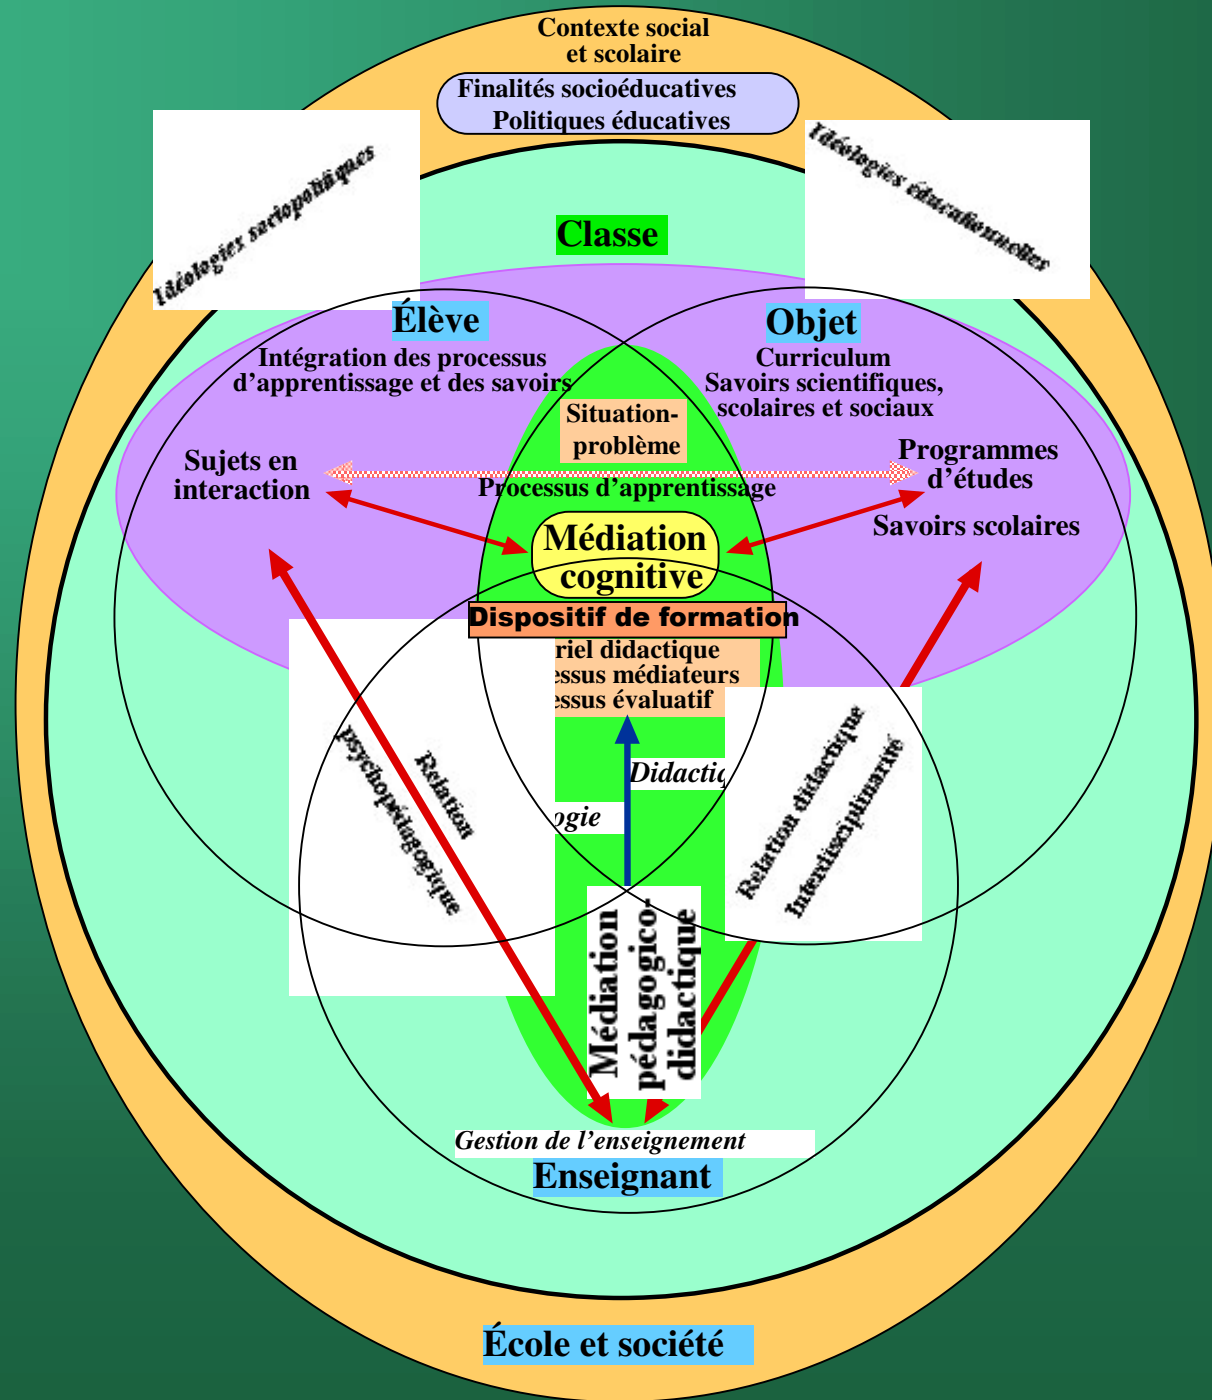 Contexte social
et scolaire
Finalités socioéducatives
Politiques éducatives
Idéologies sociopolitiques
Idéologies éducationnelles
Classe
Élève
Intégration des processus
d'apprentissage et des savoirs
Objet
Curriculum
Savoirs scientifiques,
scolaires et sociaux
Situation-
problème
Sujets en
interaction
Programmes
d'études
Processus d'apprentissage
Savoirs scolaires
Médiation
cognitive
Dispositif de formation
riel didactique
essus médiateurs
essus évaluatif
Relation
psychopédagogique
Didactiq
ogie
Relation didactique
Interdisciplinarité
Médiation
pédagogico-
didactique
Gestion de l'enseignement
Enseignant
École et société